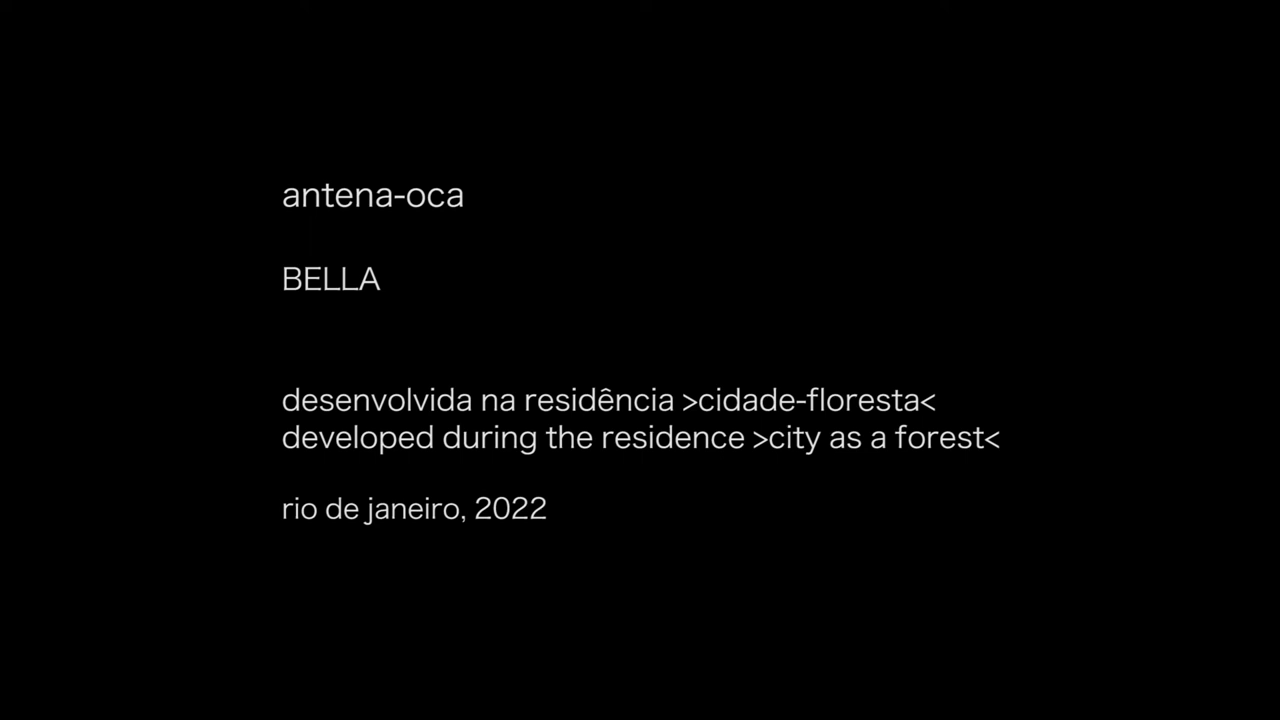 antena-oca
BELLA
desenvolvida na residência >cidade-floresta<
developed during the residence >city as a forest<
rio de janeiro, 2022